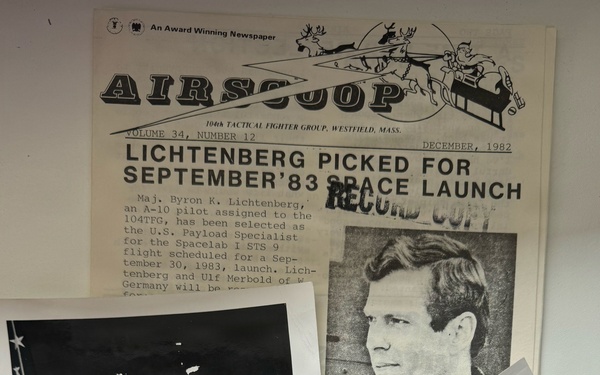 An Award Winning Newspaper
AIRSCOOP
104th TACTICAL FIGHTER GROUP, WESTFIELD, MASS.
VOLUME 34, NUMBER 12
DECEMBER, 1982
LICHTENBERG PICKED FOR
SEPTEMBER'83 SPACE LAUNCH
RECORD COPY
Maj. Byron K. Lichtenberg,
an A-10 pilot assigned to the
104TFG, has been selected as
the U.S. Payload Specialist
for the Spacelab I STS 9
flight scheduled for a Sep-
tember 30, 1983, launch. Lich-
tenberg and Ulf Merbold of W.
Germany will be